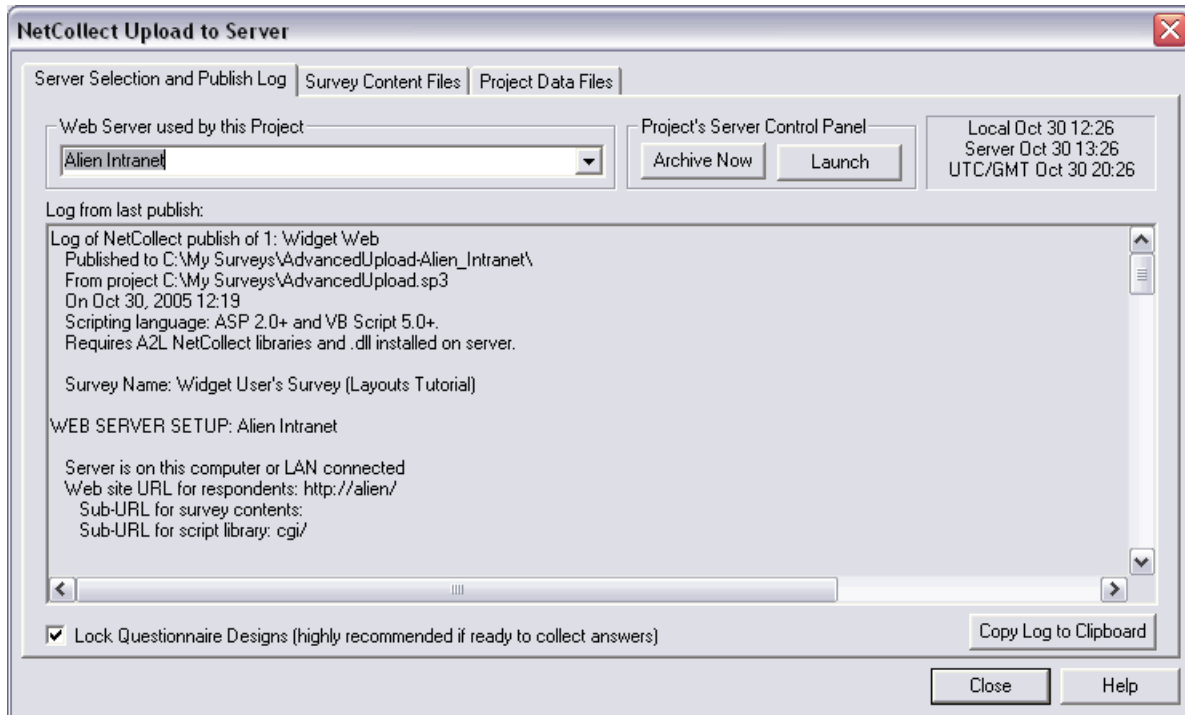 NetCollect Upload to Server
Server Selection and Publish Log
Survey Content Files
Project Data Files
Web Server used by this Project
Alien Intranet
Project's Server Control Panel
Archive Now
Launch
Local Oct 30 12:26
Server Oct 30 13:26
UTC/GMT Oct 30 20:26
Log from last publish:
Log of NetCollect publish of 1: Widget Web
Published to C:\My Surveys\AdvancedUpload-Alien_Intranet\
From project C:\My Surveys\AdvancedUpload.sp3
On Oct 30, 2005 12:19
Scripting language: ASP 2.0+ and VB Script 5.0+.
Requires A2L NetCollect libraries and .dll installed on server.
Survey Name: Widget User's Survey (Layouts Tutorial)
WEB SERVER SETUP: Alien Intranet
Server is on this computer or LAN connected
Web site URL for respondents: http://alien/
Sub-URL for survey contents:
Sub-URL for script library: cgi/
Lock Questionnaire Designs (highly recommended if ready to collect answers)
Copy Log to Clipboard
Close
Help